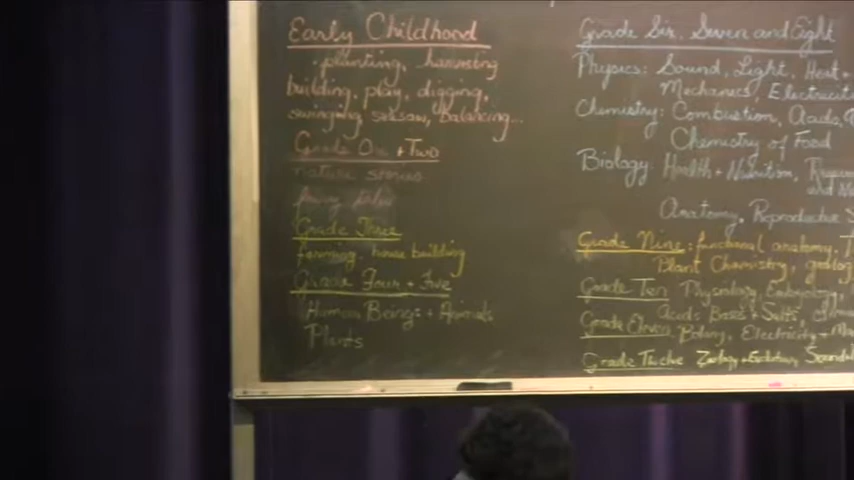 Early Childhood
planting, harvesting
building, play, digging,
swinging, seesaw, balancing...
Grade One + Two
nature stories
fairy tales
Grade Three
farming, house building
Grade Four + Five
Human Beings + Animals
Plants
Grade Six, Seven and Eight
Physics: Sound, Light, Heat,
Mechanics, Electricity
Chemistry: Combustion, Acids,
Chemistry of Food
Biology: Health + Nutrition,
Anatomy, Reproductive
Grade Nine: functional anatomy,
Plant Chemistry,
Grade Ten Physiology, Embryology
Acids Bases + Salts,
Grade Eleven Botany, Electricity +
Grade Twelve Zoology + Evolution,